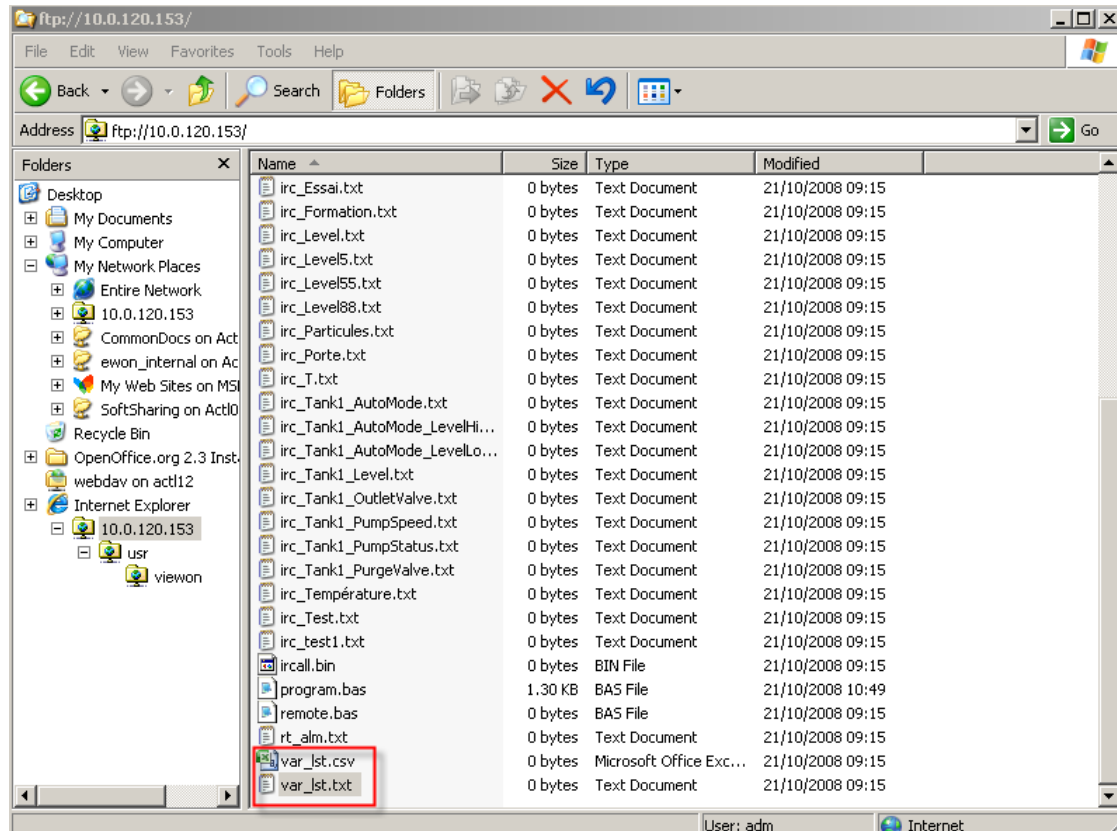 ftp://10.0.120.153/
File Edit View Favorites Tools Help
Back Search Folders
Address ftp://10.0.120.153/ Go
Folders x Name Size Type Modified
Desktop
My Documents
My Computer
My Network Places
Entire Network
10.0.120.153
CommonDocs on Act
ewon_internal on Ac
My Web Sites on MSI
SoftSharing on Actl0
Recycle Bin
OpenOffice.org 2.3 Inst.
webdav on actl12
Internet Explorer
10.0.120.153
usr
viewon
irc_Essai.txt 0 bytes Text Document 21/10/2008 09:15
irc_Formation.txt 0 bytes Text Document 21/10/2008 09:15
irc_Level.txt 0 bytes Text Document 21/10/2008 09:15
irc_Level5.txt 0 bytes Text Document 21/10/2008 09:15
irc_Level55.txt 0 bytes Text Document 21/10/2008 09:15
irc_Level88.txt 0 bytes Text Document 21/10/2008 09:15
irc_Particules.txt 0 bytes Text Document 21/10/2008 09:15
irc_Porte.txt 0 bytes Text Document 21/10/2008 09:15
irc_T.txt 0 bytes Text Document 21/10/2008 09:15
irc_Tank1_AutoMode.txt 0 bytes Text Document 21/10/2008 09:15
irc_Tank1_AutoMode_LevelHi... 0 bytes Text Document 21/10/2008 09:15
irc_Tank1_AutoMode_LevelLo... 0 bytes Text Document 21/10/2008 09:15
irc_Tank1_Level.txt 0 bytes Text Document 21/10/2008 09:15
irc_Tank1_OutletValve.txt 0 bytes Text Document 21/10/2008 09:15
irc_Tank1_PumpSpeed.txt 0 bytes Text Document 21/10/2008 09:15
irc_Tank1_PumpStatus.txt 0 bytes Text Document 21/10/2008 09:15
irc_Tank1_PurgeValve.txt 0 bytes Text Document 21/10/2008 09:15
irc_Température.txt 0 bytes Text Document 21/10/2008 09:15
irc_Test.txt 0 bytes Text Document 21/10/2008 09:15
irc_test1.txt 0 bytes Text Document 21/10/2008 09:15
ircall.bin 0 bytes BIN File 21/10/2008 09:15
program.bas 1.30 KB BAS File 21/10/2008 10:49
remote.bas 0 bytes BAS File 21/10/2008 09:15
rt_alm.txt 0 bytes Text Document 21/10/2008 09:15
var_lst.csv 0 bytes Microsoft Office Exc... 21/10/2008 09:15
var_lst.txt 0 bytes Text Document 21/10/2008 09:15
User: adm Internet